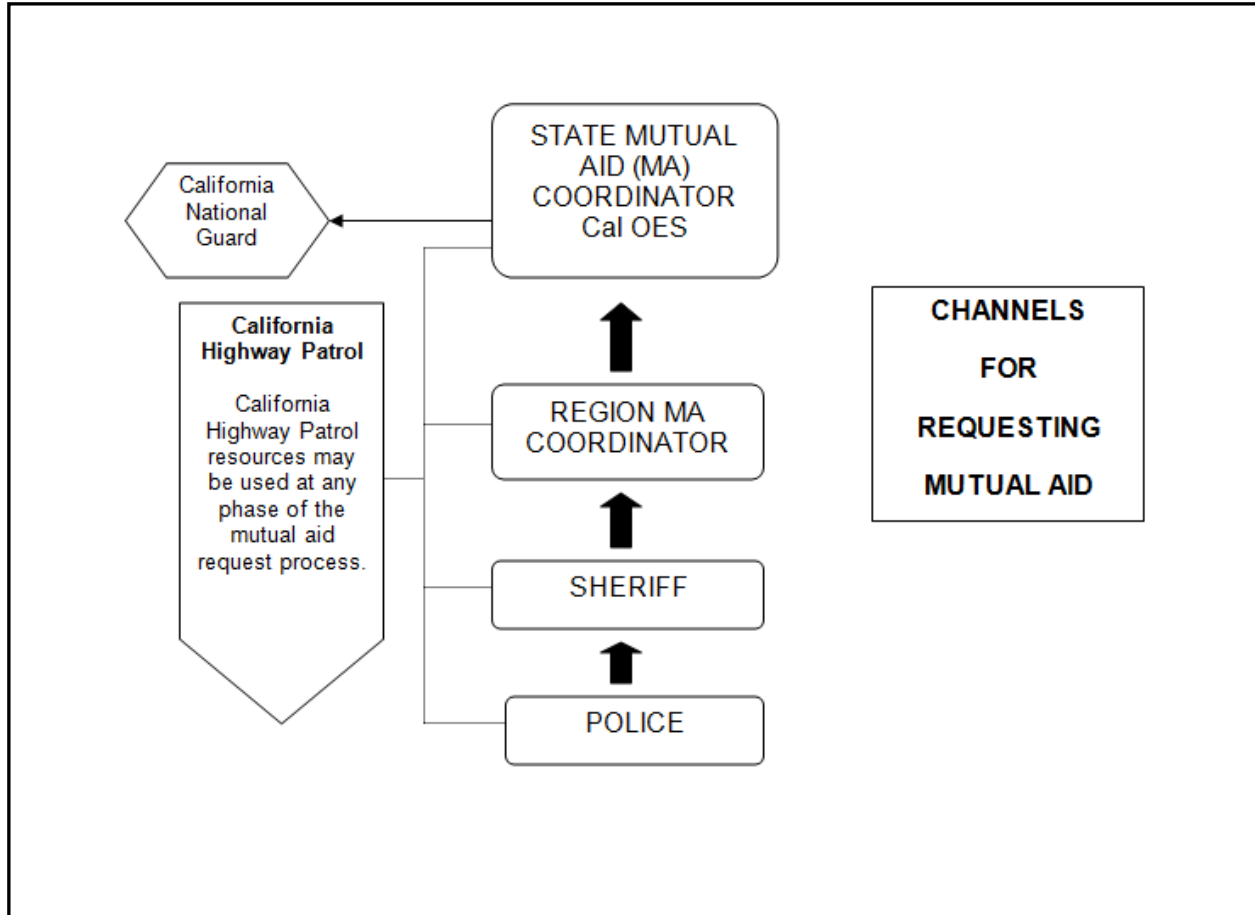 STATE MUTUAL
AID (MA)
COORDINATOR
Cal OES
California
National
Guard
California
Highway Patrol
California
Highway Patrol
resources may
be used at any
phase of the
mutual aid
request process.
REGION MA
COORDINATOR
SHERIFF
POLICE
CHANNELS
FOR
REQUESTING
MUTUAL AID